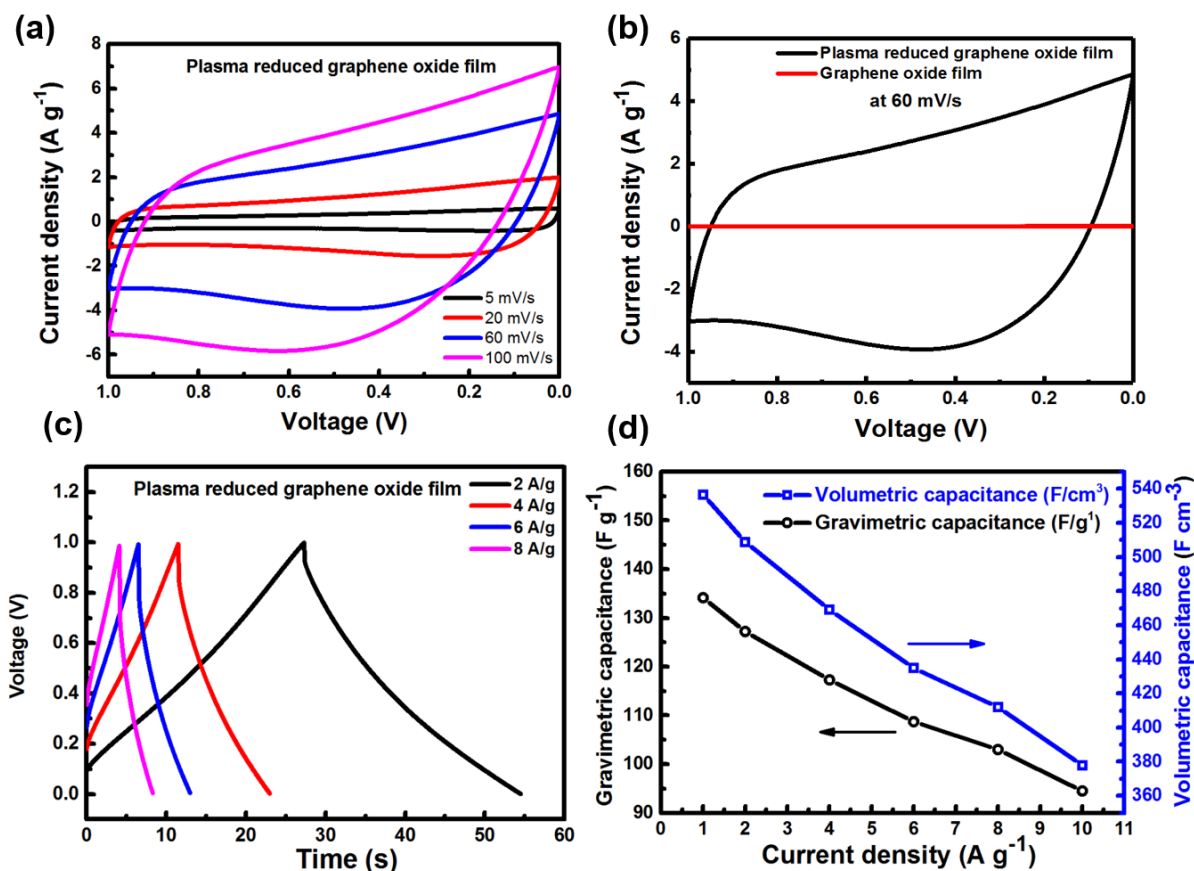 (a)
Plasma reduced graphene oxide film
8
7
6
4
2
0
-2
-4
-6
Current density (A g⁻¹)
5 mV/s
20 mV/s
60 mV/s
100 mV/s
1.0 0.8 0.6 0.4 0.2 0.0
Voltage (V)
(b)
Plasma reduced graphene oxide film
Graphene oxide film
at 60 mV/s
6
4
2
0
-2
-4
Current density (A g⁻¹)
1.0 0.8 0.6 0.4 0.2 0.0
Voltage (V)
(c)
Plasma reduced graphene oxide film
2 A/g
4 A/g
6 A/g
8 A/g
1.2
1.0
0.8
0.6
0.4
0.2
0.0
Voltage (V)
0 10 20 30 40 50 60
Time (s)
(d)
Volumetric capacitance (F/cm³)
Gravimetric capacitance (F/g¹)
160
150
140
130
120
110
100
90
Gravimetric capacitance (F g⁻¹)
540
510
480
450
420
390
360
Volumetric capacitance (F cm⁻³)
0 1 2 3 4 5 6 7 8 9 10 11
Current density (A g⁻¹)